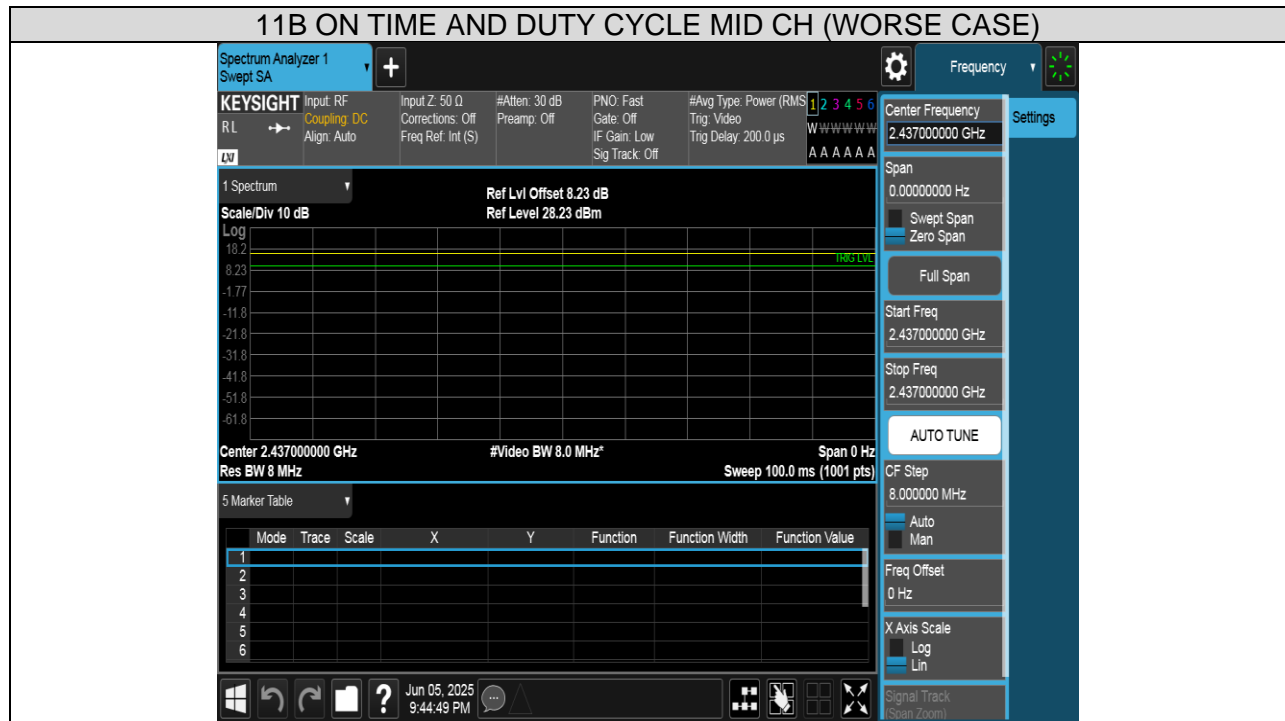 11B ON TIME AND DUTY CYCLE MID CH (WORSE CASE)
Spectrum Analyzer 1
Swept SA
+
Frequency
KEYSIGHT
RL
LXI
Input: RF
Coupling: DC
Align: Auto
Input Z: 50 Ω
Corrections: Off
Freq Ref: Int (S)
#Atten: 30 dB
Preamp: Off
PNO: Fast
Gate: Off
IF Gain: Low
Sig Track: Off
#Avg Type: Power (RMS
Trig: Video
Trig Delay: 200.0 µs
1 2 3 4 5 6
W W W W W W
A A A A A A
Center Frequency
2.437000000 GHz
Settings
Span
0.00000000 Hz
Swept Span
Zero Span
Full Span
Start Freq
2.437000000 GHz
Stop Freq
2.437000000 GHz
AUTO TUNE
CF Step
8.000000 MHz
Auto
Man
Freq Offset
0 Hz
X Axis Scale
Log
Lin
Signal Track
(Span Zoom)
1 Spectrum
Scale/Div 10 dB
Ref Lvl Offset 8.23 dB
Ref Level 28.23 dBm
Log
18.2
8.23
-1.77
-11.8
-21.8
-31.8
-41.8
-51.8
-61.8
TRIG LVL
Center 2.437000000 GHz #Video BW 8.0 MHz* Span 0 Hz
Res BW 8 MHz Sweep 100.0 ms (1001 pts)
5 Marker Table
Mode Trace Scale X Y Function Function Width Function Value
1
2
3
4
5
6
?
Jun 05, 2025
9:44:49 PM